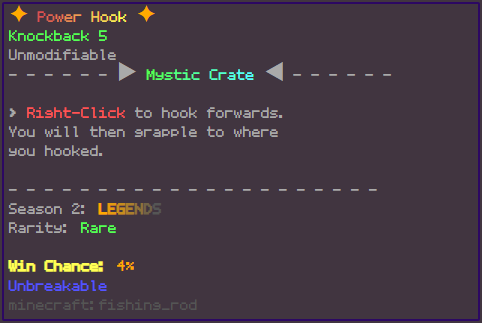 ✦ Power Hook ✦
Knockback 5
Unmodifiable
- - - - - - ▶ Mystic Crate ◀ - - - - - -
> Right-Click to hook forwards.
You will then grapple to where
you hooked.
- - - - - - - - - - - - - - - - - - - - - -
Season 2: LEGENDS
Rarity: Rare
Win Chance: 4%
Unbreakable
minecraft:fishing_rod